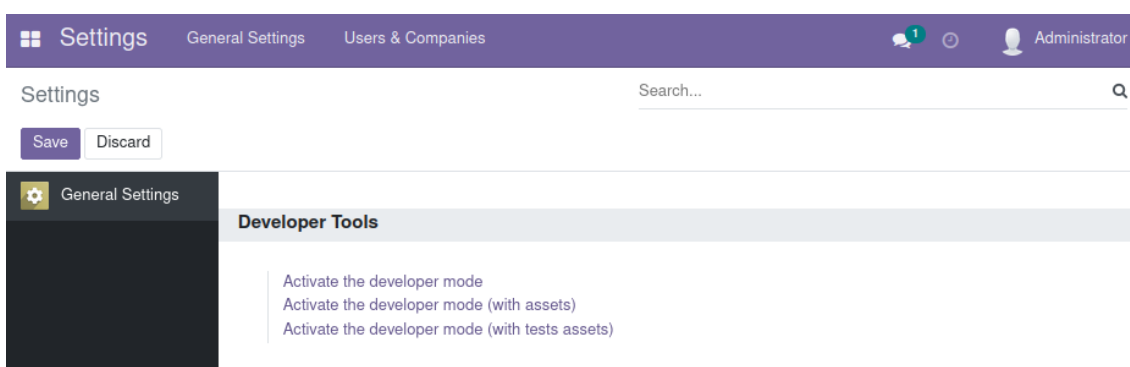 Settings General Settings Users & Companies 1 Administrator
Settings Search...
Save Discard
General Settings
Developer Tools
Activate the developer mode
Activate the developer mode (with assets)
Activate the developer mode (with tests assets)